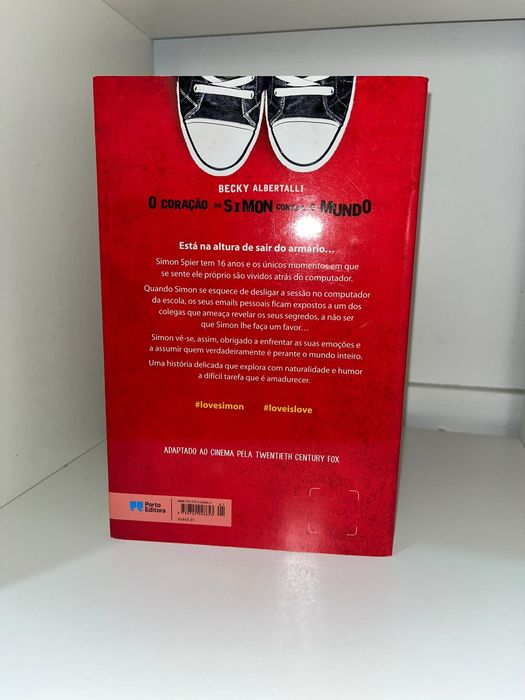 BECKY ALBERTALLI
O CORAÇÃO DE SIMON CONTRA O MUNDO
Está na altura de sair do armário...
Simon Spier tem 16 anos e os únicos momentos em que
se sente ele próprio são vividos atrás do computador.
Quando Simon se esquece de desligar a sessão no computador
da escola, os seus emails pessoais ficam expostos a um dos
colegas que ameaça revelar os seus segredos, a não ser
que Simon lhe faça um favor...
Simon vê-se, assim, obrigado a enfrentar as suas emoções e
a assumir quem verdadeiramente é perante o mundo inteiro.
Uma história delicada que explora com naturalidade e humor
a difícil tarefa que é amadurecer.
#lovesimon #loveislove
ADAPTADO AO CINEMA PELA TWENTIETH CENTURY FOX
Porto
Editora